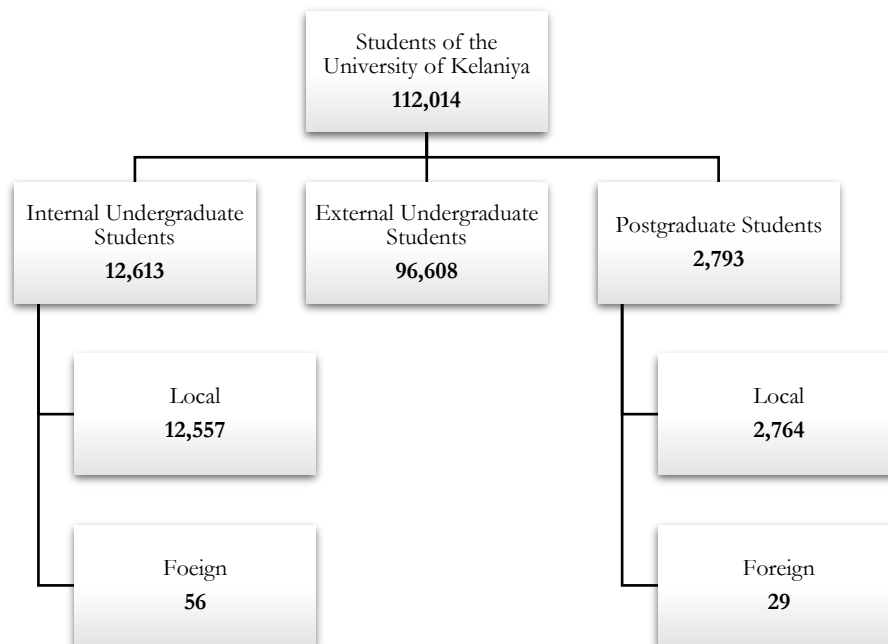 Students of the
University of Kelaniya
112,014
Internal Undergraduate
Students
12,613
External Undergraduate
Students
96,608
Postgraduate Students
2,793
Local
12,557
Foeign
56
Local
2,764
Foreign
29